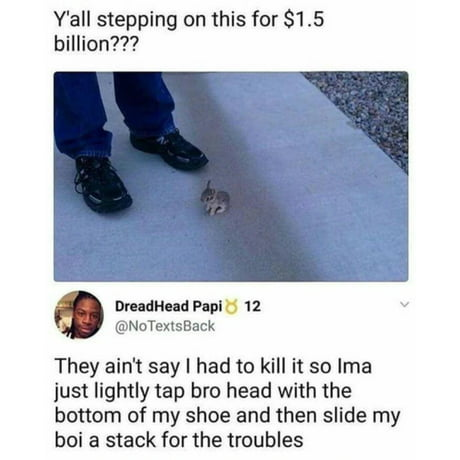 Y'all stepping on this for $1.5
billion???
DreadHead Papi♉ 12
@NoTextsBack
They ain't say I had to kill it so Ima
just lightly tap bro head with the
bottom of my shoe and then slide my
boi a stack for the troubles